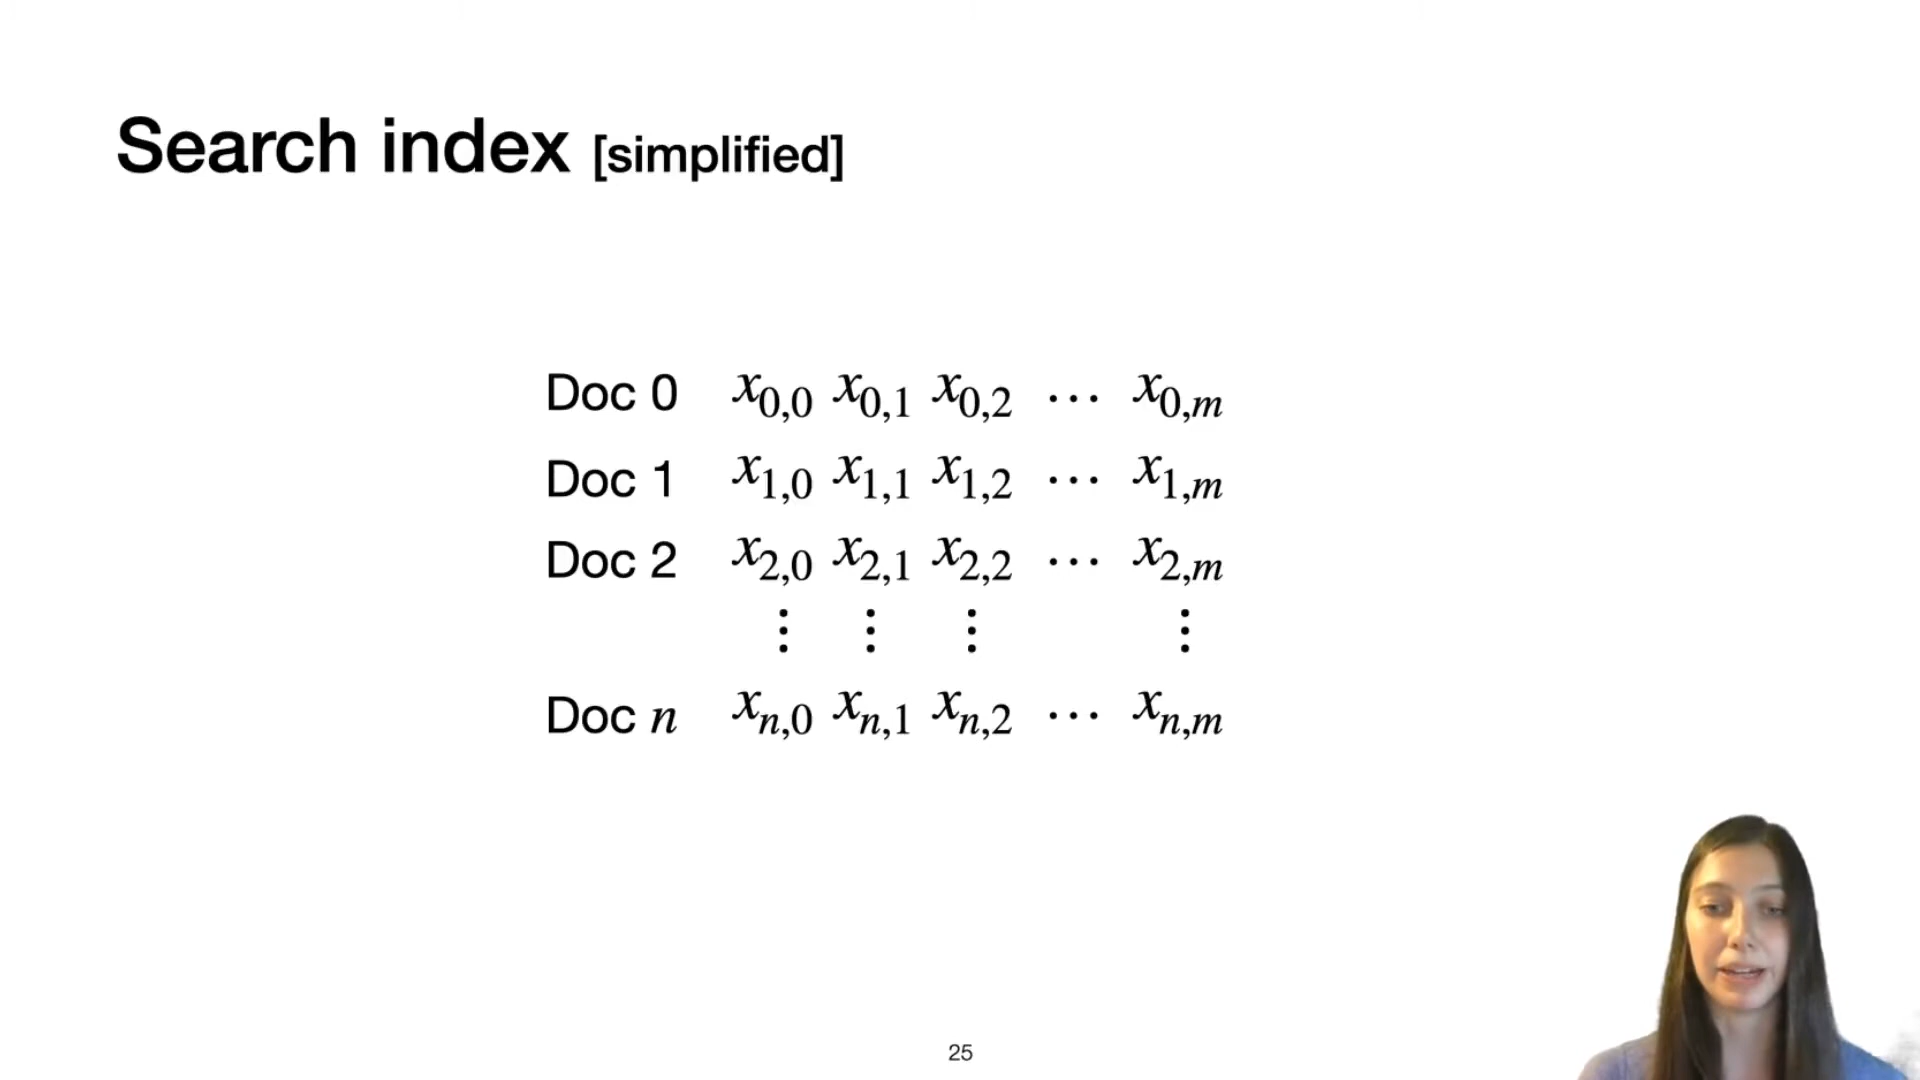 Search index [simplified]
Doc 0 x0,0 x0,1 x0,2 ⋯ x0,m
Doc 1 x1,0 x1,1 x1,2 ⋯ x1,m
Doc 2 x2,0 x2,1 x2,2 ⋯ x2,m
⋮ ⋮ ⋮ ⋮
Doc n xn,0 xn,1 xn,2 ⋯ xn,m
25